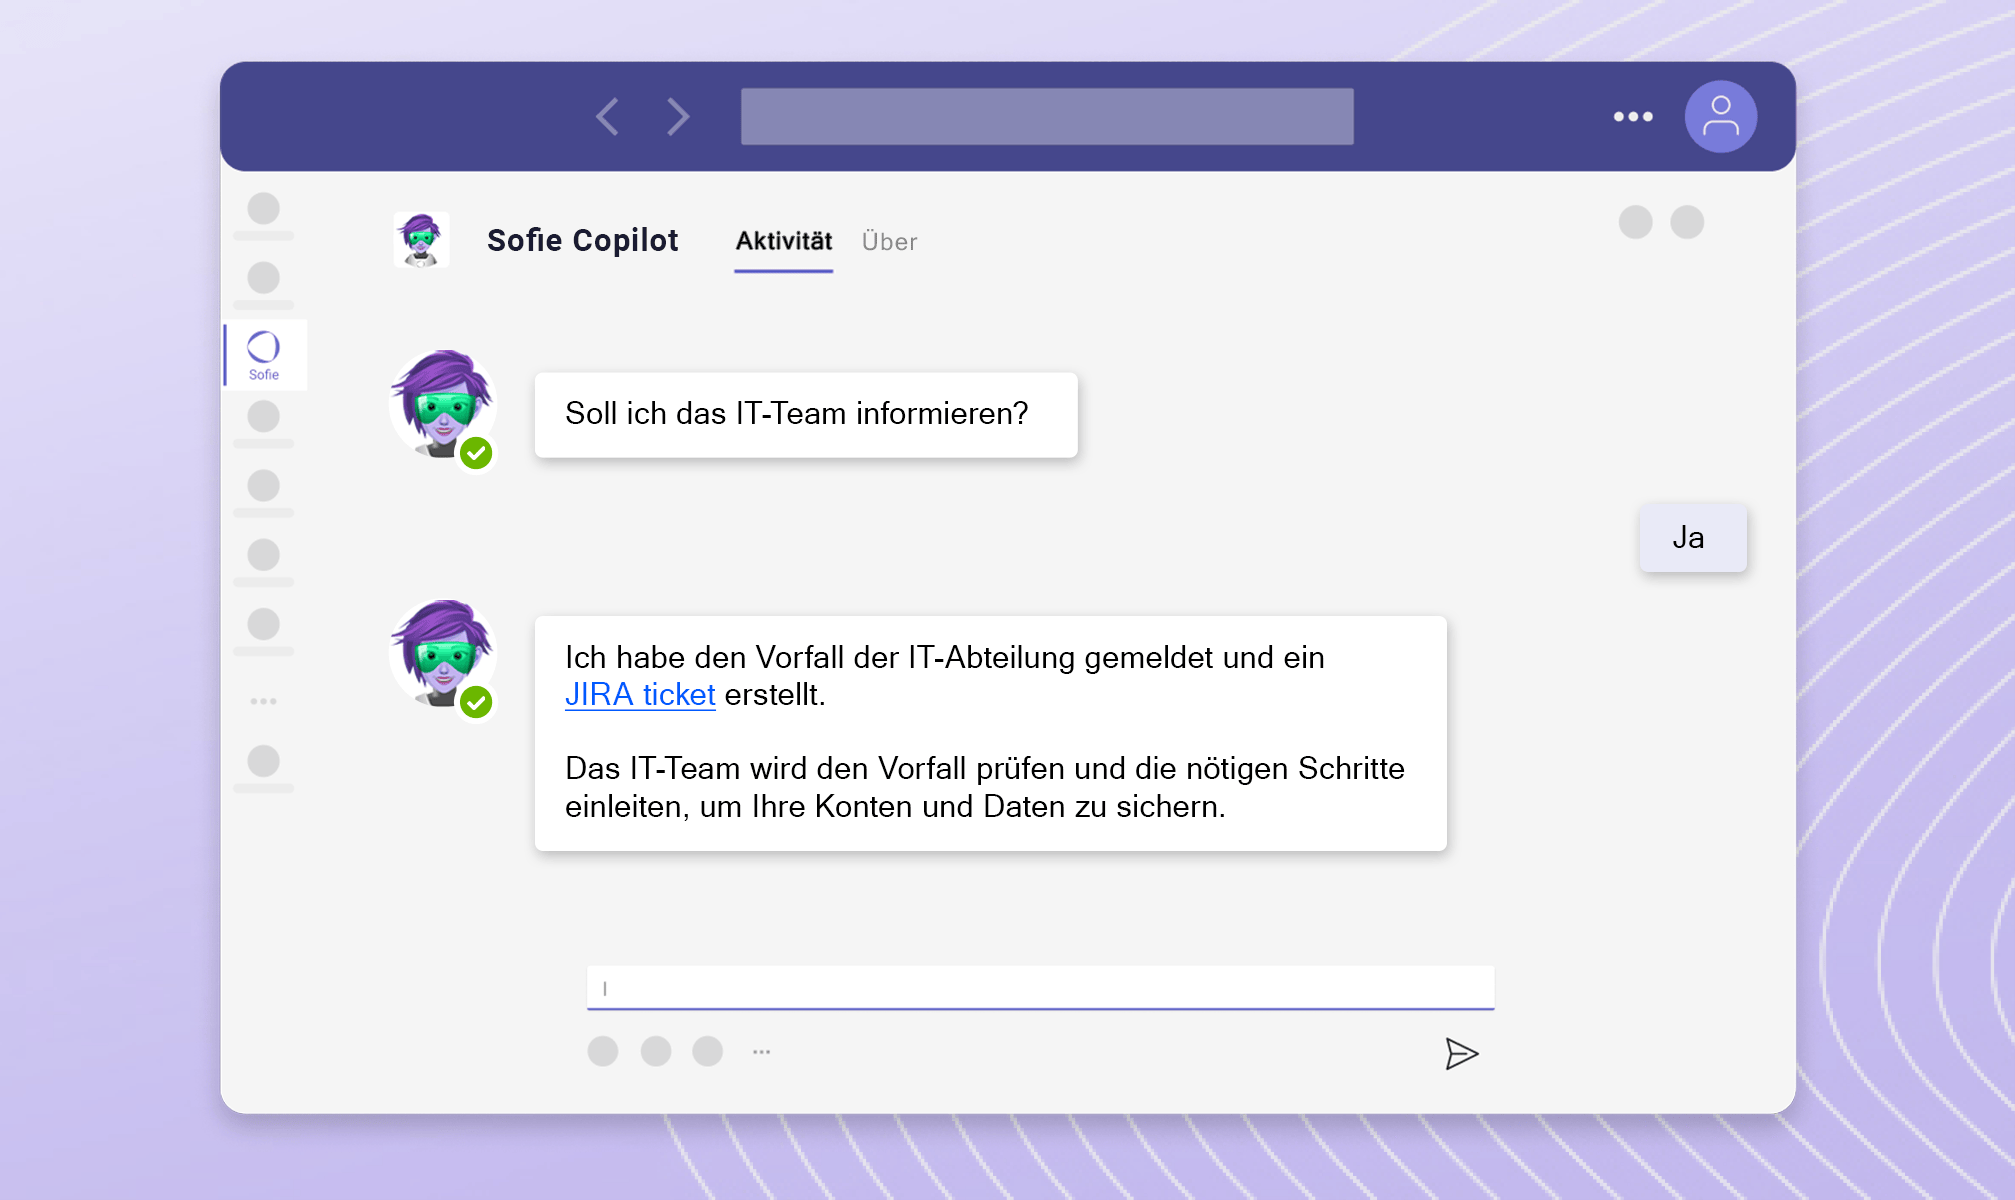 Sofie Copilot
Aktivität
Über
Sofie
Soll ich das IT-Team informieren?
Ja
Ich habe den Vorfall der IT-Abteilung gemeldet und ein
JIRA ticket erstellt.
Das IT-Team wird den Vorfall prüfen und die nötigen Schritte
einleiten, um Ihre Konten und Daten zu sichern.